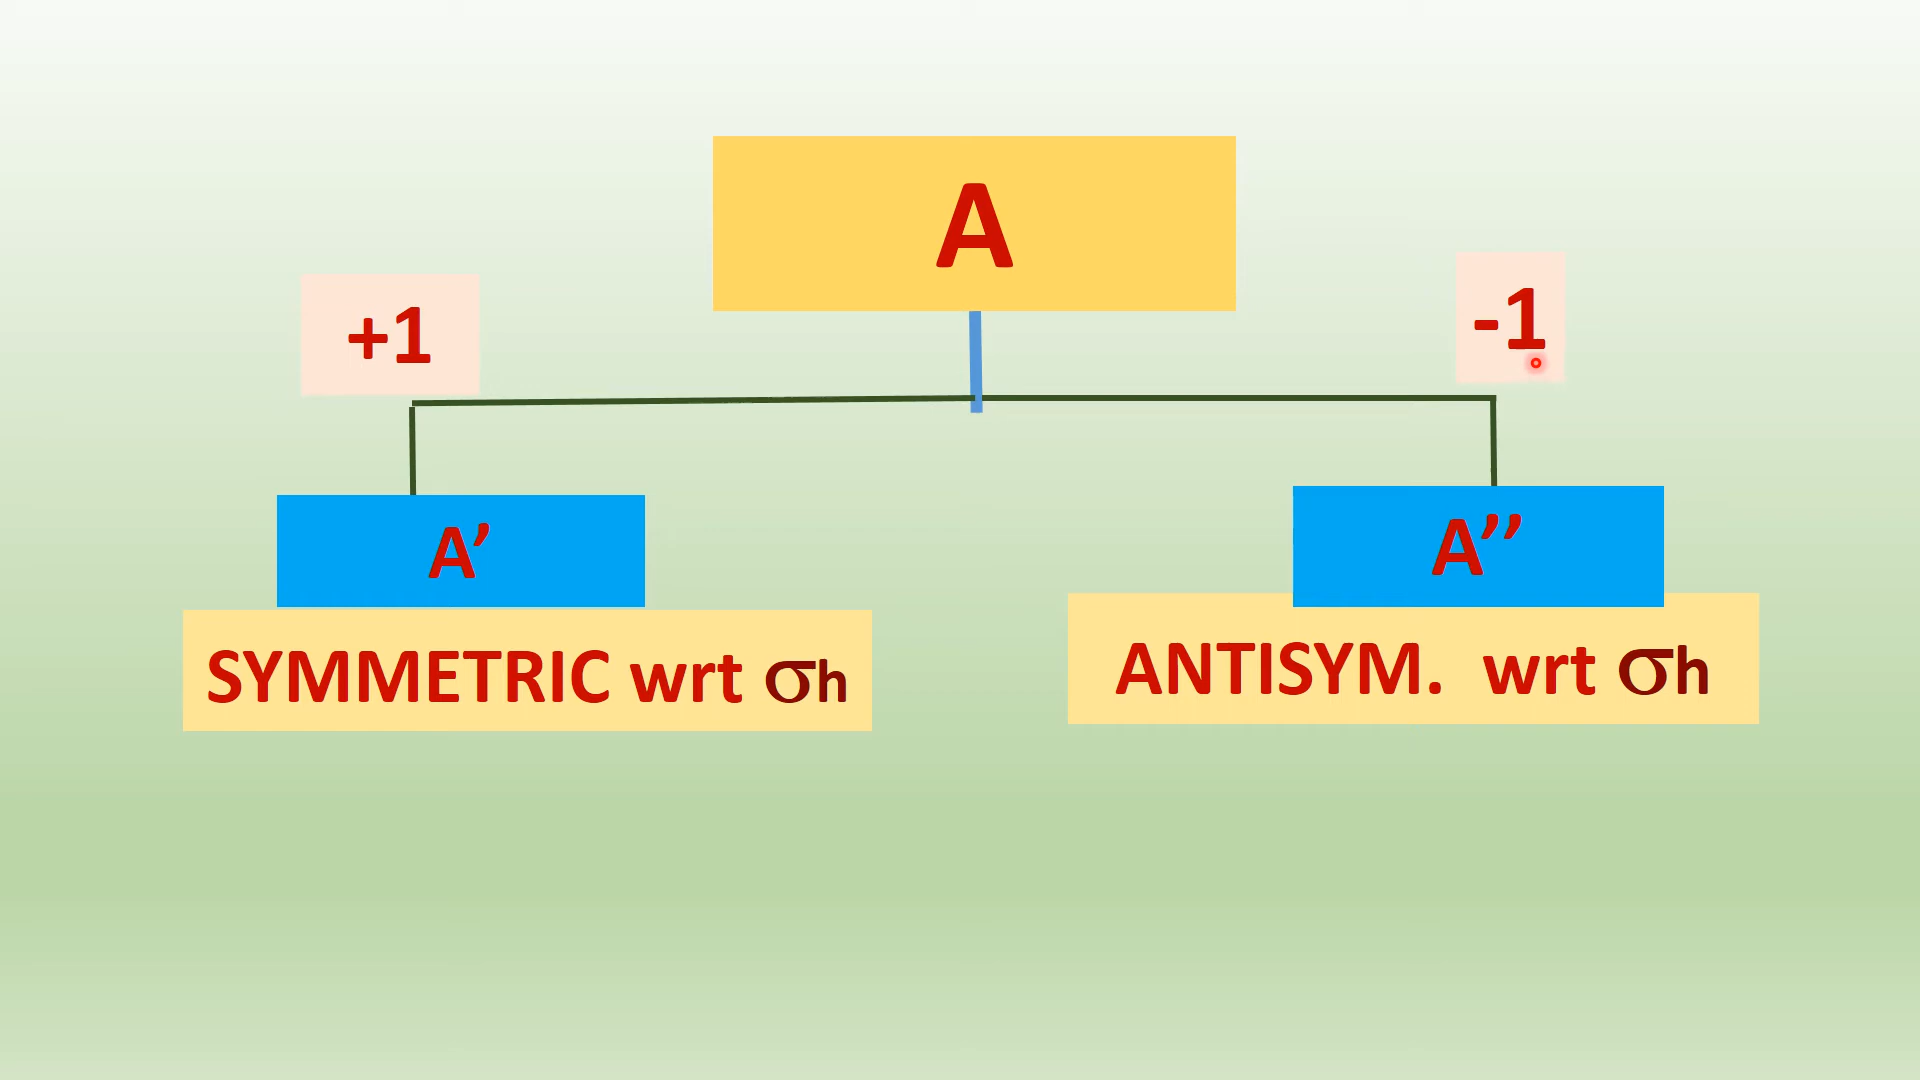 A
+1
-1
A’
A’’
SYMMETRIC wrt σh
ANTISYM. wrt σh